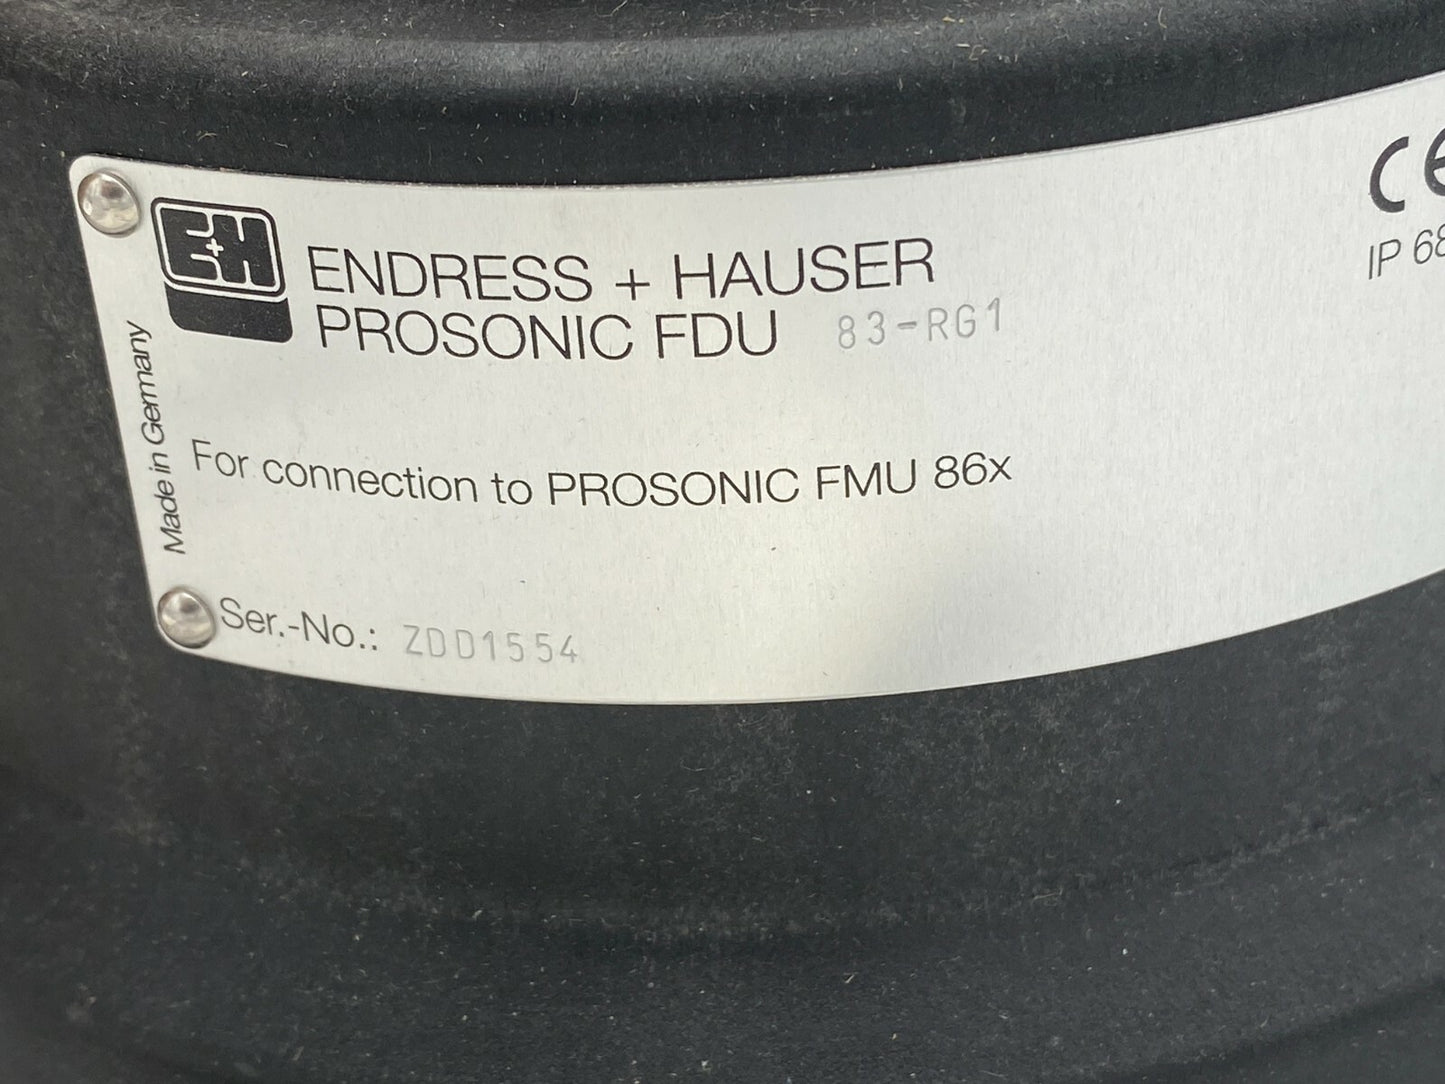 E+H
ENDRESS + HAUSER
PROSONIC FDU 83-RG1
CE
IP 68
Made in Germany
For connection to PROSONIC FMU 86x
Ser.-No.: ZDD1554